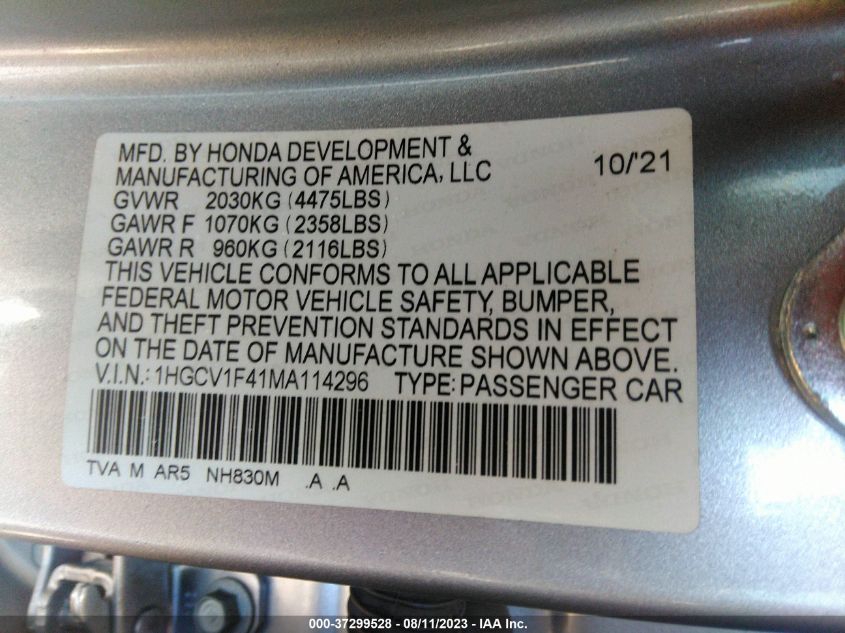 MFD. BY HONDA DEVELOPMENT &
MANUFACTURING OF AMERICA, LLC 10/'21
GVWR 2030KG (4475LBS)
GAWR F 1070KG (2358LBS)
GAWR R 960KG (2116LBS)
THIS VEHICLE CONFORMS TO ALL APPLICABLE
FEDERAL MOTOR VEHICLE SAFETY, BUMPER,
AND THEFT PREVENTION STANDARDS IN EFFECT
ON THE DATE OF MANUFACTURE SHOWN ABOVE.
V.I.N.: 1HGCV1F41MA114296 TYPE: PASSENGER CAR
TVA M AR5 NH830M .A .A
000-37299528 - 08/11/2023 - IAA Inc.